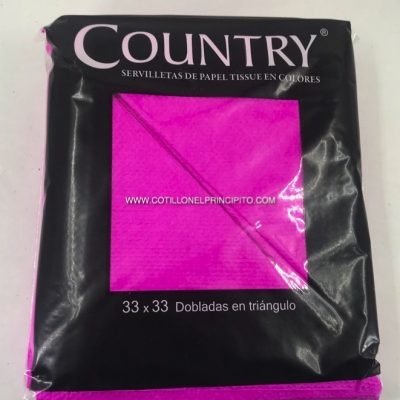 COUNTRY®
SERVILLETAS DE PAPEL TISSUE EN COLORES
WWW.COTILLONELPRINCIPITO.COM
33 x 33 Dobladas en triángulo